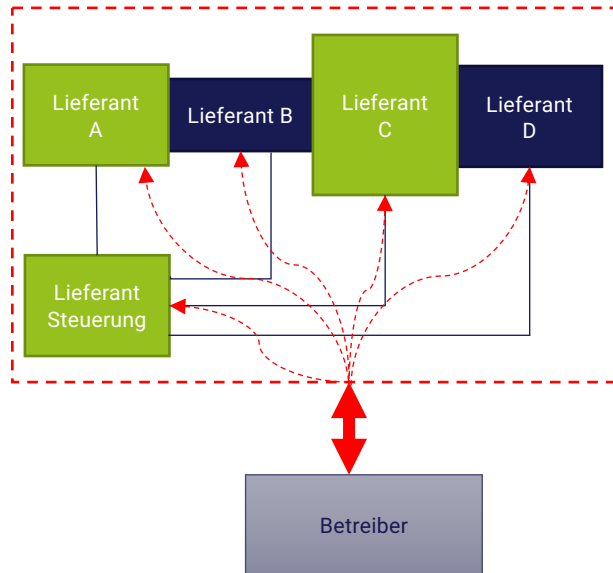 Lieferant
A
Lieferant B
Lieferant
C
Lieferant
D
Lieferant
Steuerung
Betreiber